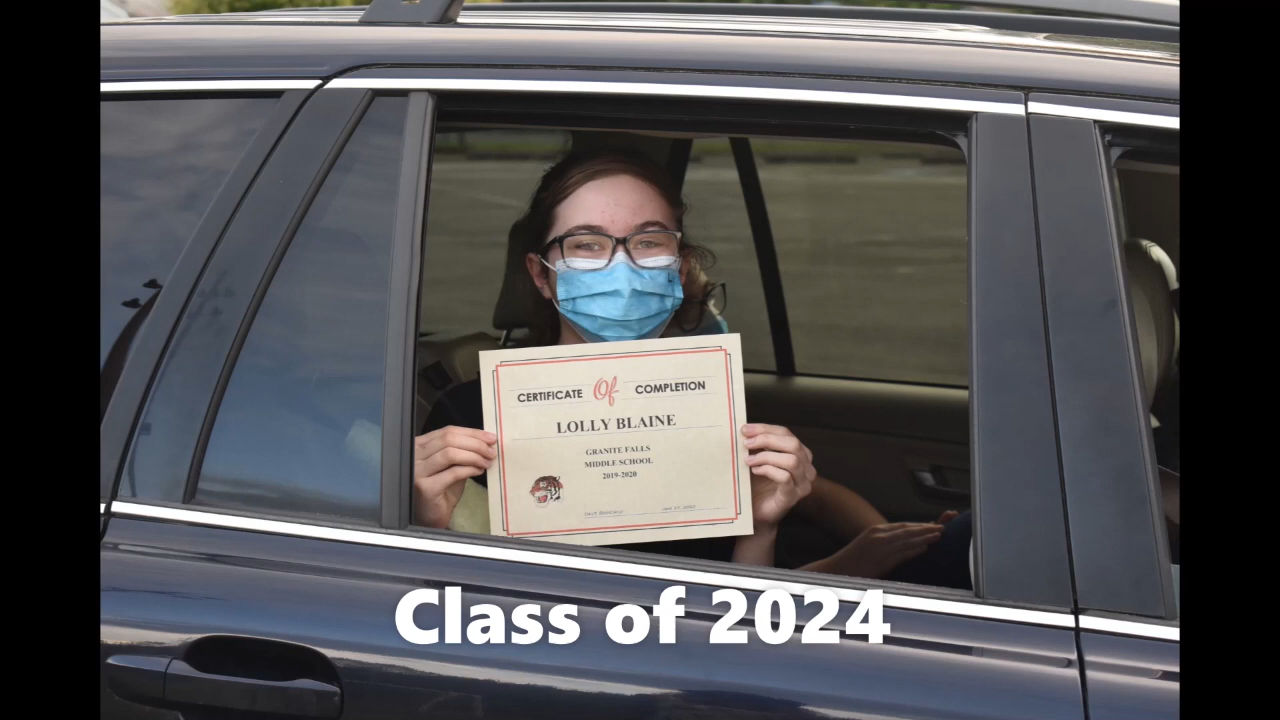 CERTIFICATE Of COMPLETION
LOLLY BLAINE
GRANITE FALLS
MIDDLE SCHOOL
2019-2020
Class of 2024